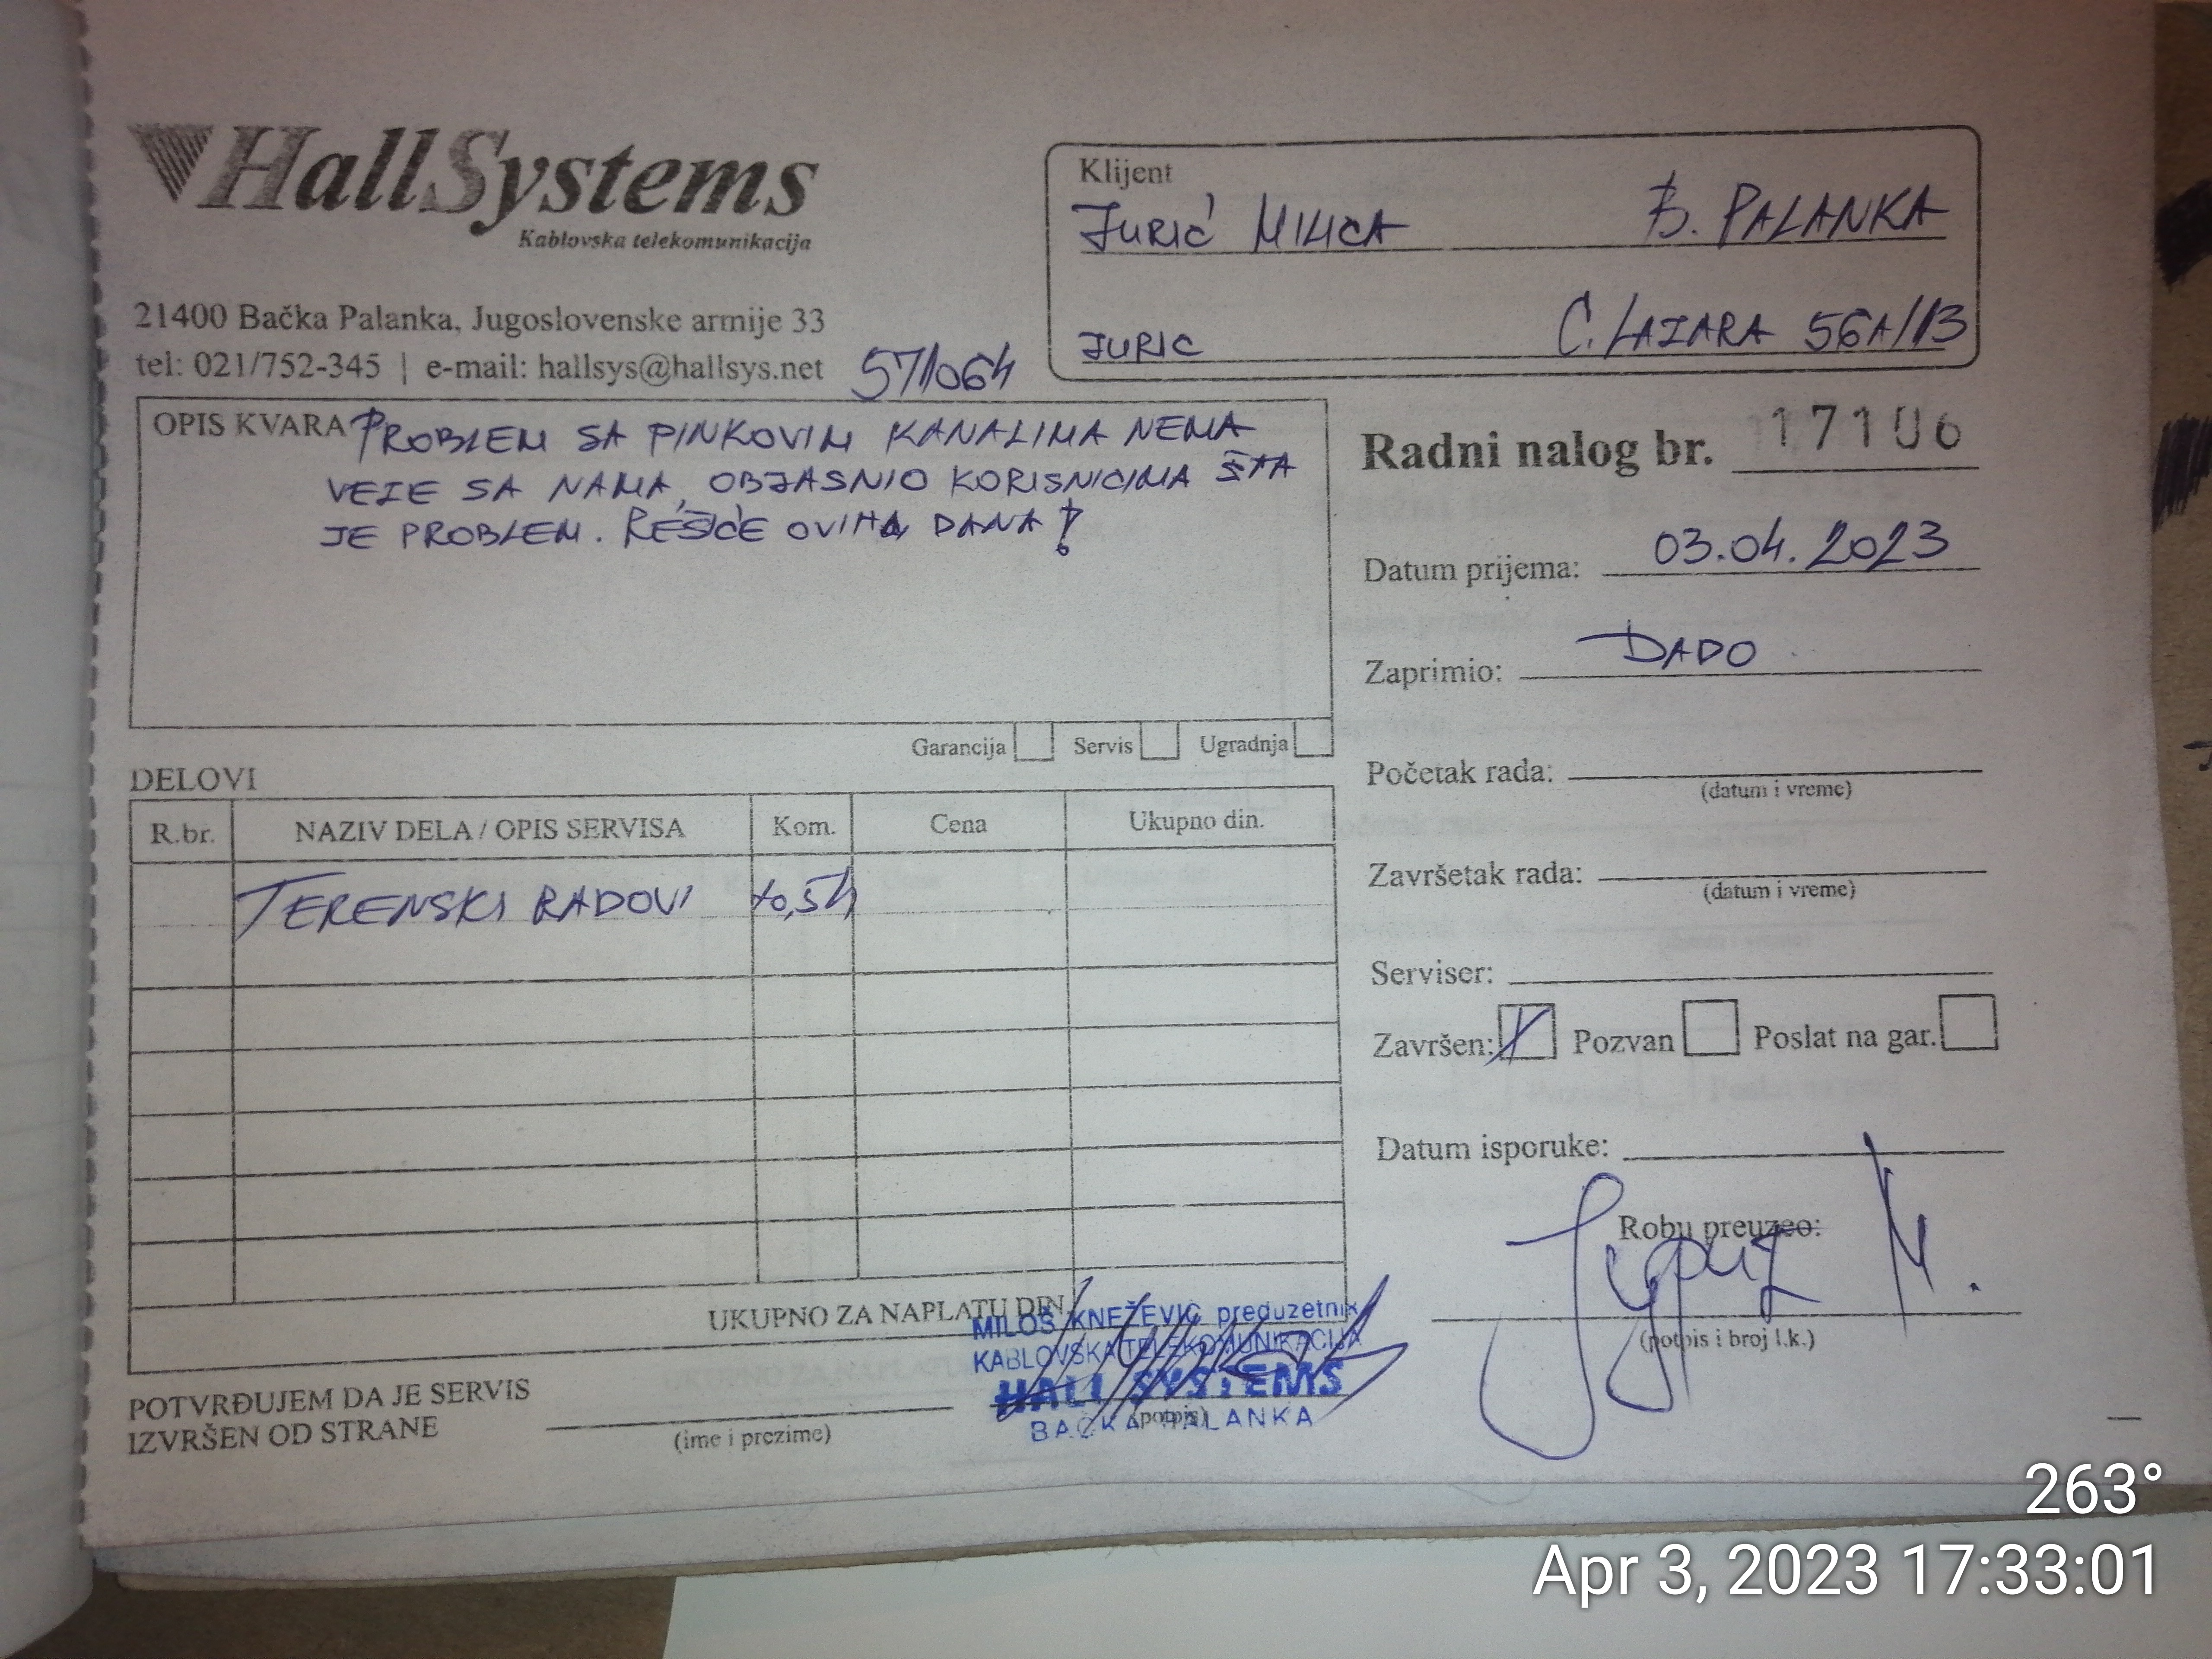 HallSystems
Kablovska telekomunikacija
21400 Bačka Palanka, Jugoslovenske armije 33
tel: 021/752-345 | e-mail: hallsys@hallsys.net
571064
Klijent
JURIĆ MILICA B. PALANKA
JURIC C. LAZARA 56A/13
OPIS KVARA PROBLEM SA PINKOVIM KANALIMA NEMA
VEZE SA NAMA, OBJASNIO KORISNICIMA ŠTA
JE PROBLEM. REŠIĆE OVIH DANA!
Garancija Servis Ugradnja
Radni nalog br. 17106
Datum prijema: 03.04.2023
Zaprimio: DADO
Početak rada:
(datum i vreme)
Završetak rada:
(datum i vreme)
Serviser:
Završen: Pozvan Poslat na gar.
Datum isporuke:
Robu preuzeo:
(potpis i broj l.k.)
DELOVI
R.br. NAZIV DELA / OPIS SERVISA Kom. Cena Ukupno din.
TERENSKI RADOVI x0,5h
UKUPNO ZA NAPLATU DIN.
MILOŠ KNEŽEVIĆ preduzetnik
KABLOVSKA TELEKOMUNIKACIJA
HALL SYSTEMS
BAČKA PALANKA
(potpis)
POTVRĐUJEM DA JE SERVIS
IZVRŠEN OD STRANE
(ime i prezime)
263°
Apr 3, 2023 17:33:01